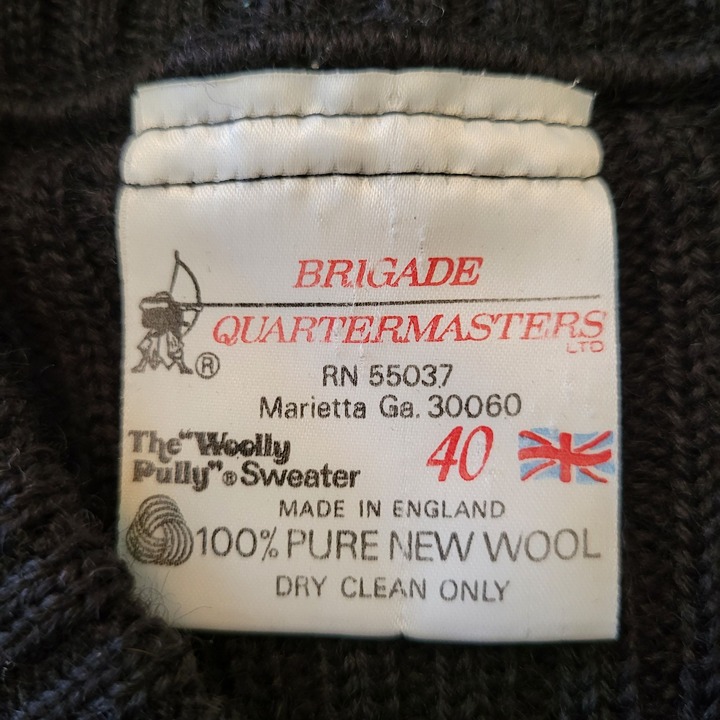 BRIGADE
QUARTERMASTERS
LTD
®
RN 55037
Marietta Ga. 30060
The "Woolly
Pully"® Sweater
40
MADE IN ENGLAND
100% PURE NEW WOOL
DRY CLEAN ONLY